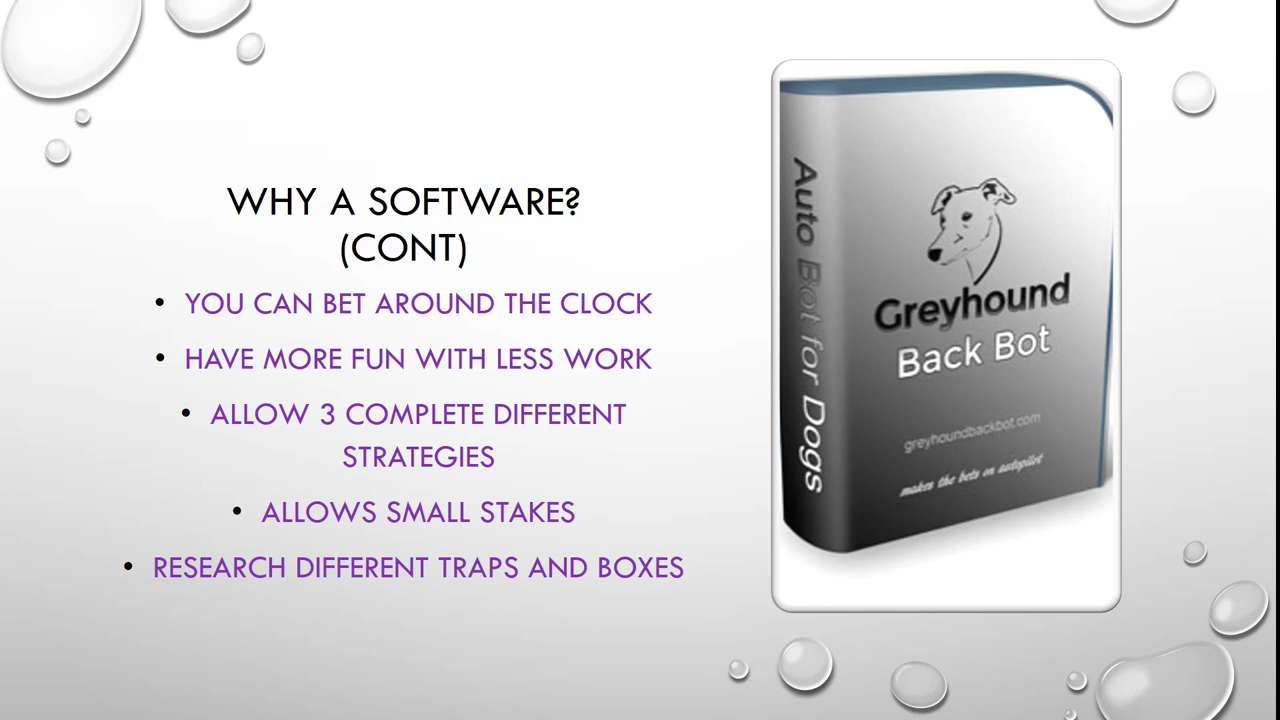 WHY A SOFTWARE?
(CONT)
• YOU CAN BET AROUND THE CLOCK
• HAVE MORE FUN WITH LESS WORK
• ALLOW 3 COMPLETE DIFFERENT
STRATEGIES
• ALLOWS SMALL STAKES
• RESEARCH DIFFERENT TRAPS AND BOXES
Auto Bot for Dogs
Greyhound
Back Bot
greyhoundbackbot.com
makes the bets on autopilot